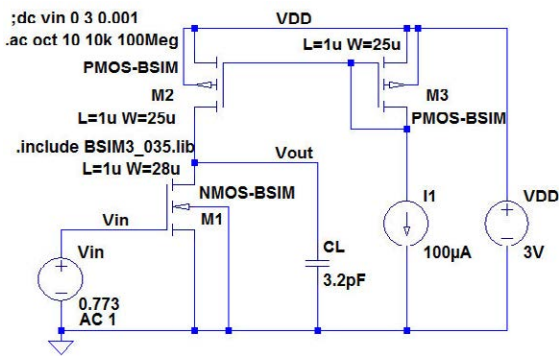 ;dc vin 0 3 0.001
VDD
.ac oct 10 10k 100Meg
L=1u W=25u
PMOS-BSIM
M2
M3
L=1u W=25u
PMOS-BSIM
.include BSIM3_035.lib
L=1u W=28u
Vout
NMOS-BSIM
I1
VDD
Vin
M1
Vin
CL
100µA
3V
3.2pF
0.773
AC 1